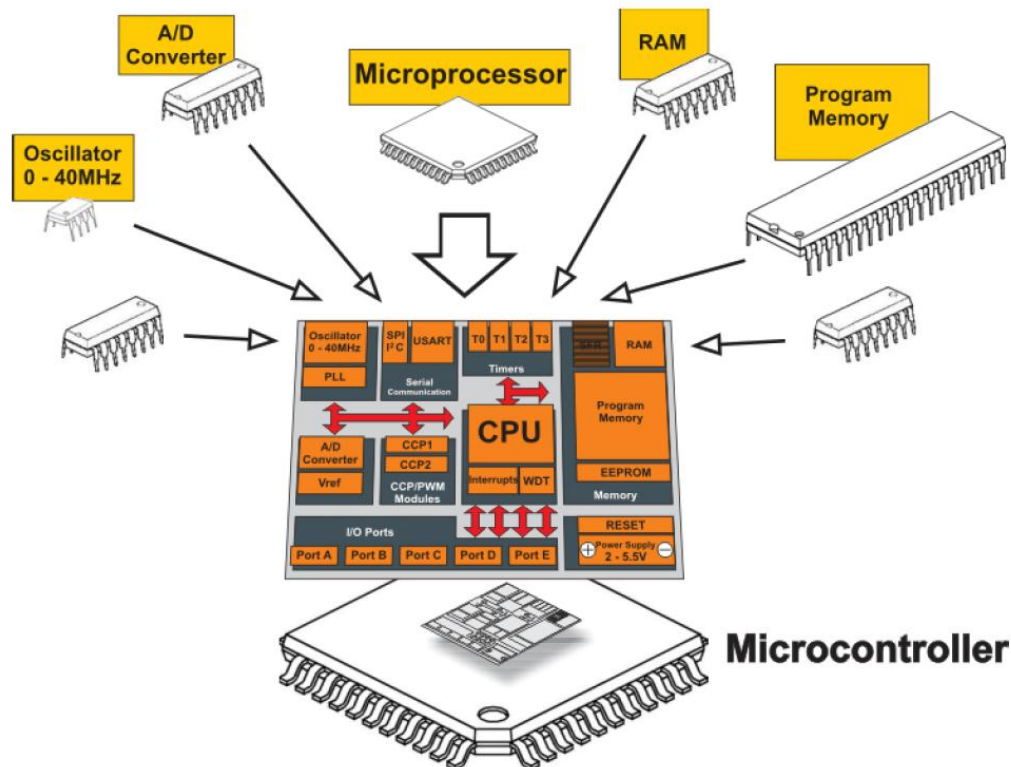 A/D
Converter
Microprocessor
RAM
Program
Memory
Oscillator
0 - 40MHz
Oscillator
0 - 40MHz
PLL
SPI
I²C
USART
Serial
Communication
T0 T1 T2 T3
Timers
SFR
RAM
Program
Memory
EEPROM
Memory
A/D
Converter
Vref
CCP1
CCP2
CCP/PWM
Modules
CPU
Interrupts WDT
I/O Ports
Port A Port B Port C Port D Port E
RESET
Power Supply
+ 2 - 5.5V −
Microcontroller